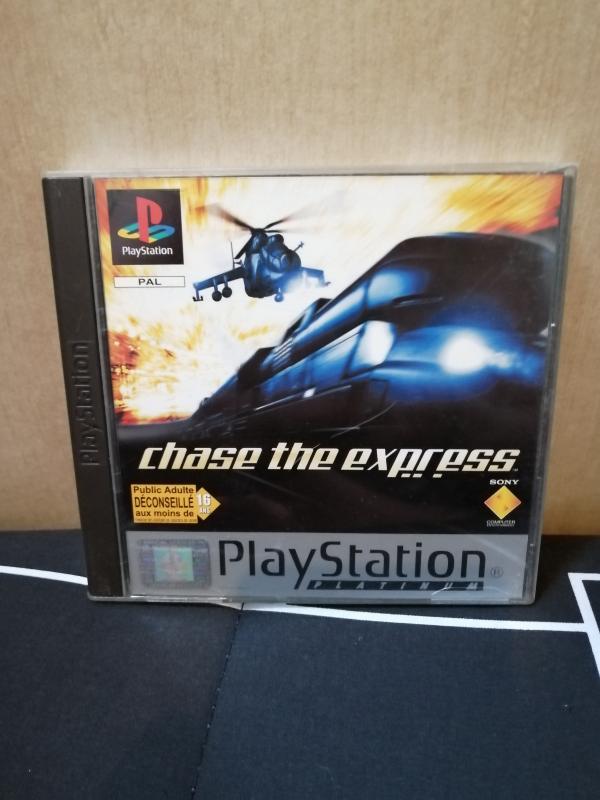 PlayStation
PAL
PlayStation
chase the express
Public Adulte
DÉCONSEILLÉ
aux moins de
16
ANS
SONY
COMPUTER
ENTERTAINMENT
PlayStation®
PLATINUM